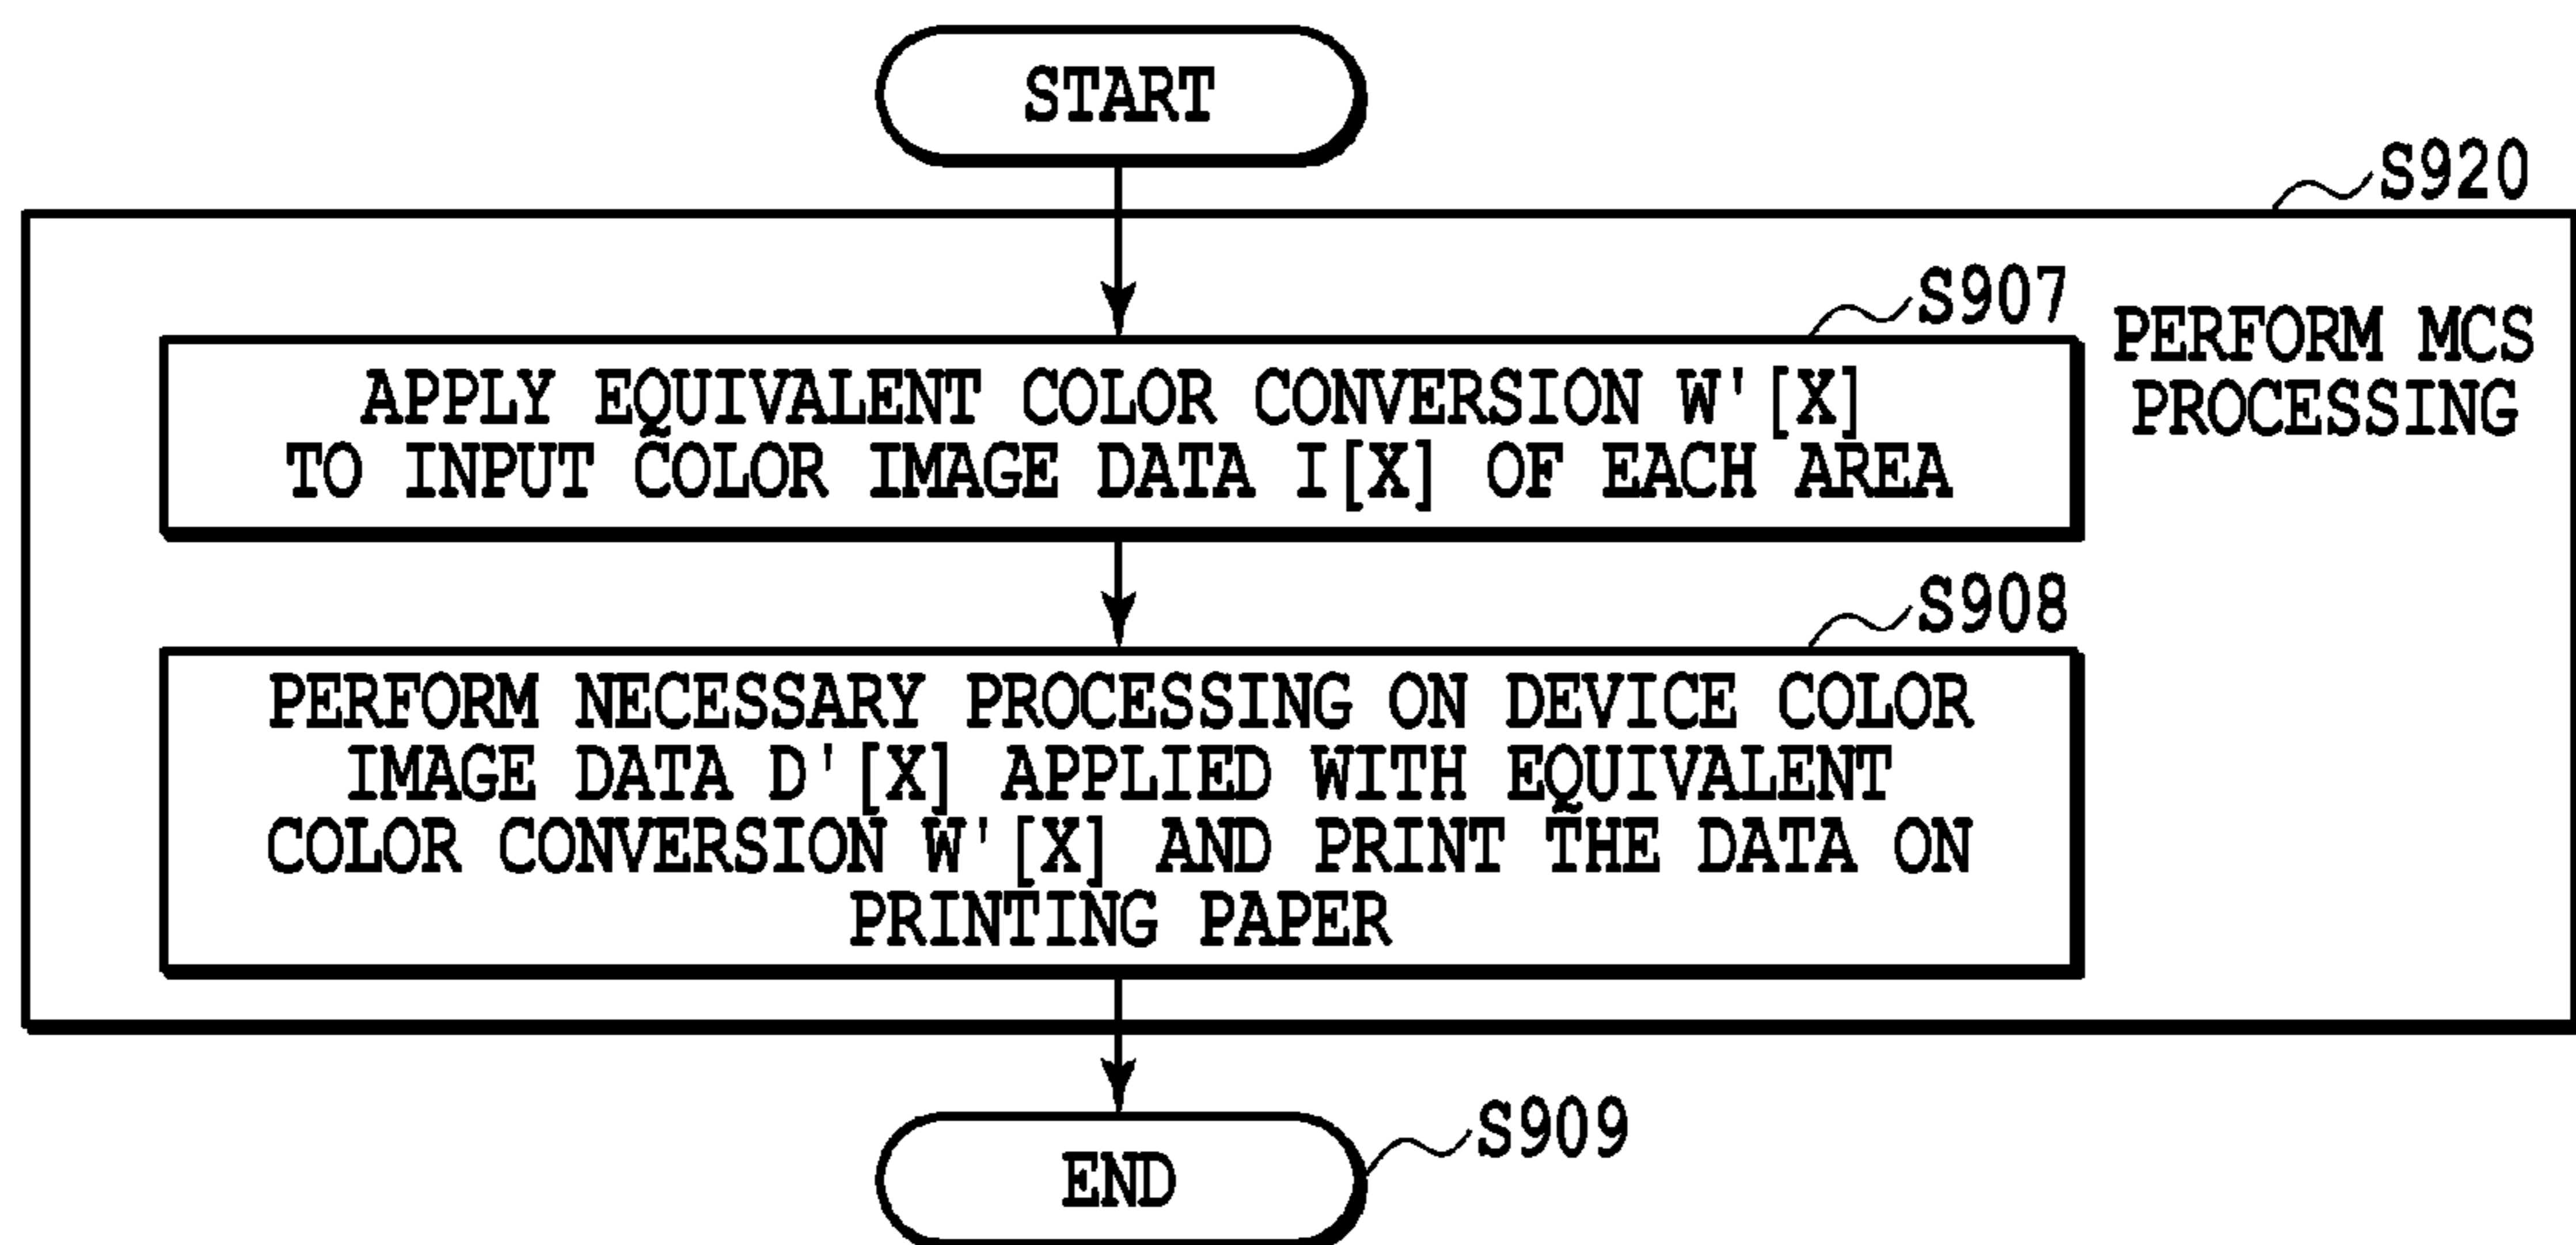 START
S920
S907
PERFORM MCS
PROCESSING
APPLY EQUIVALENT COLOR CONVERSION W'[X]
TO INPUT COLOR IMAGE DATA I[X] OF EACH AREA
S908
PERFORM NECESSARY PROCESSING ON DEVICE COLOR
IMAGE DATA D'[X] APPLIED WITH EQUIVALENT
COLOR CONVERSION W'[X] AND PRINT THE DATA ON
PRINTING PAPER
S909
END